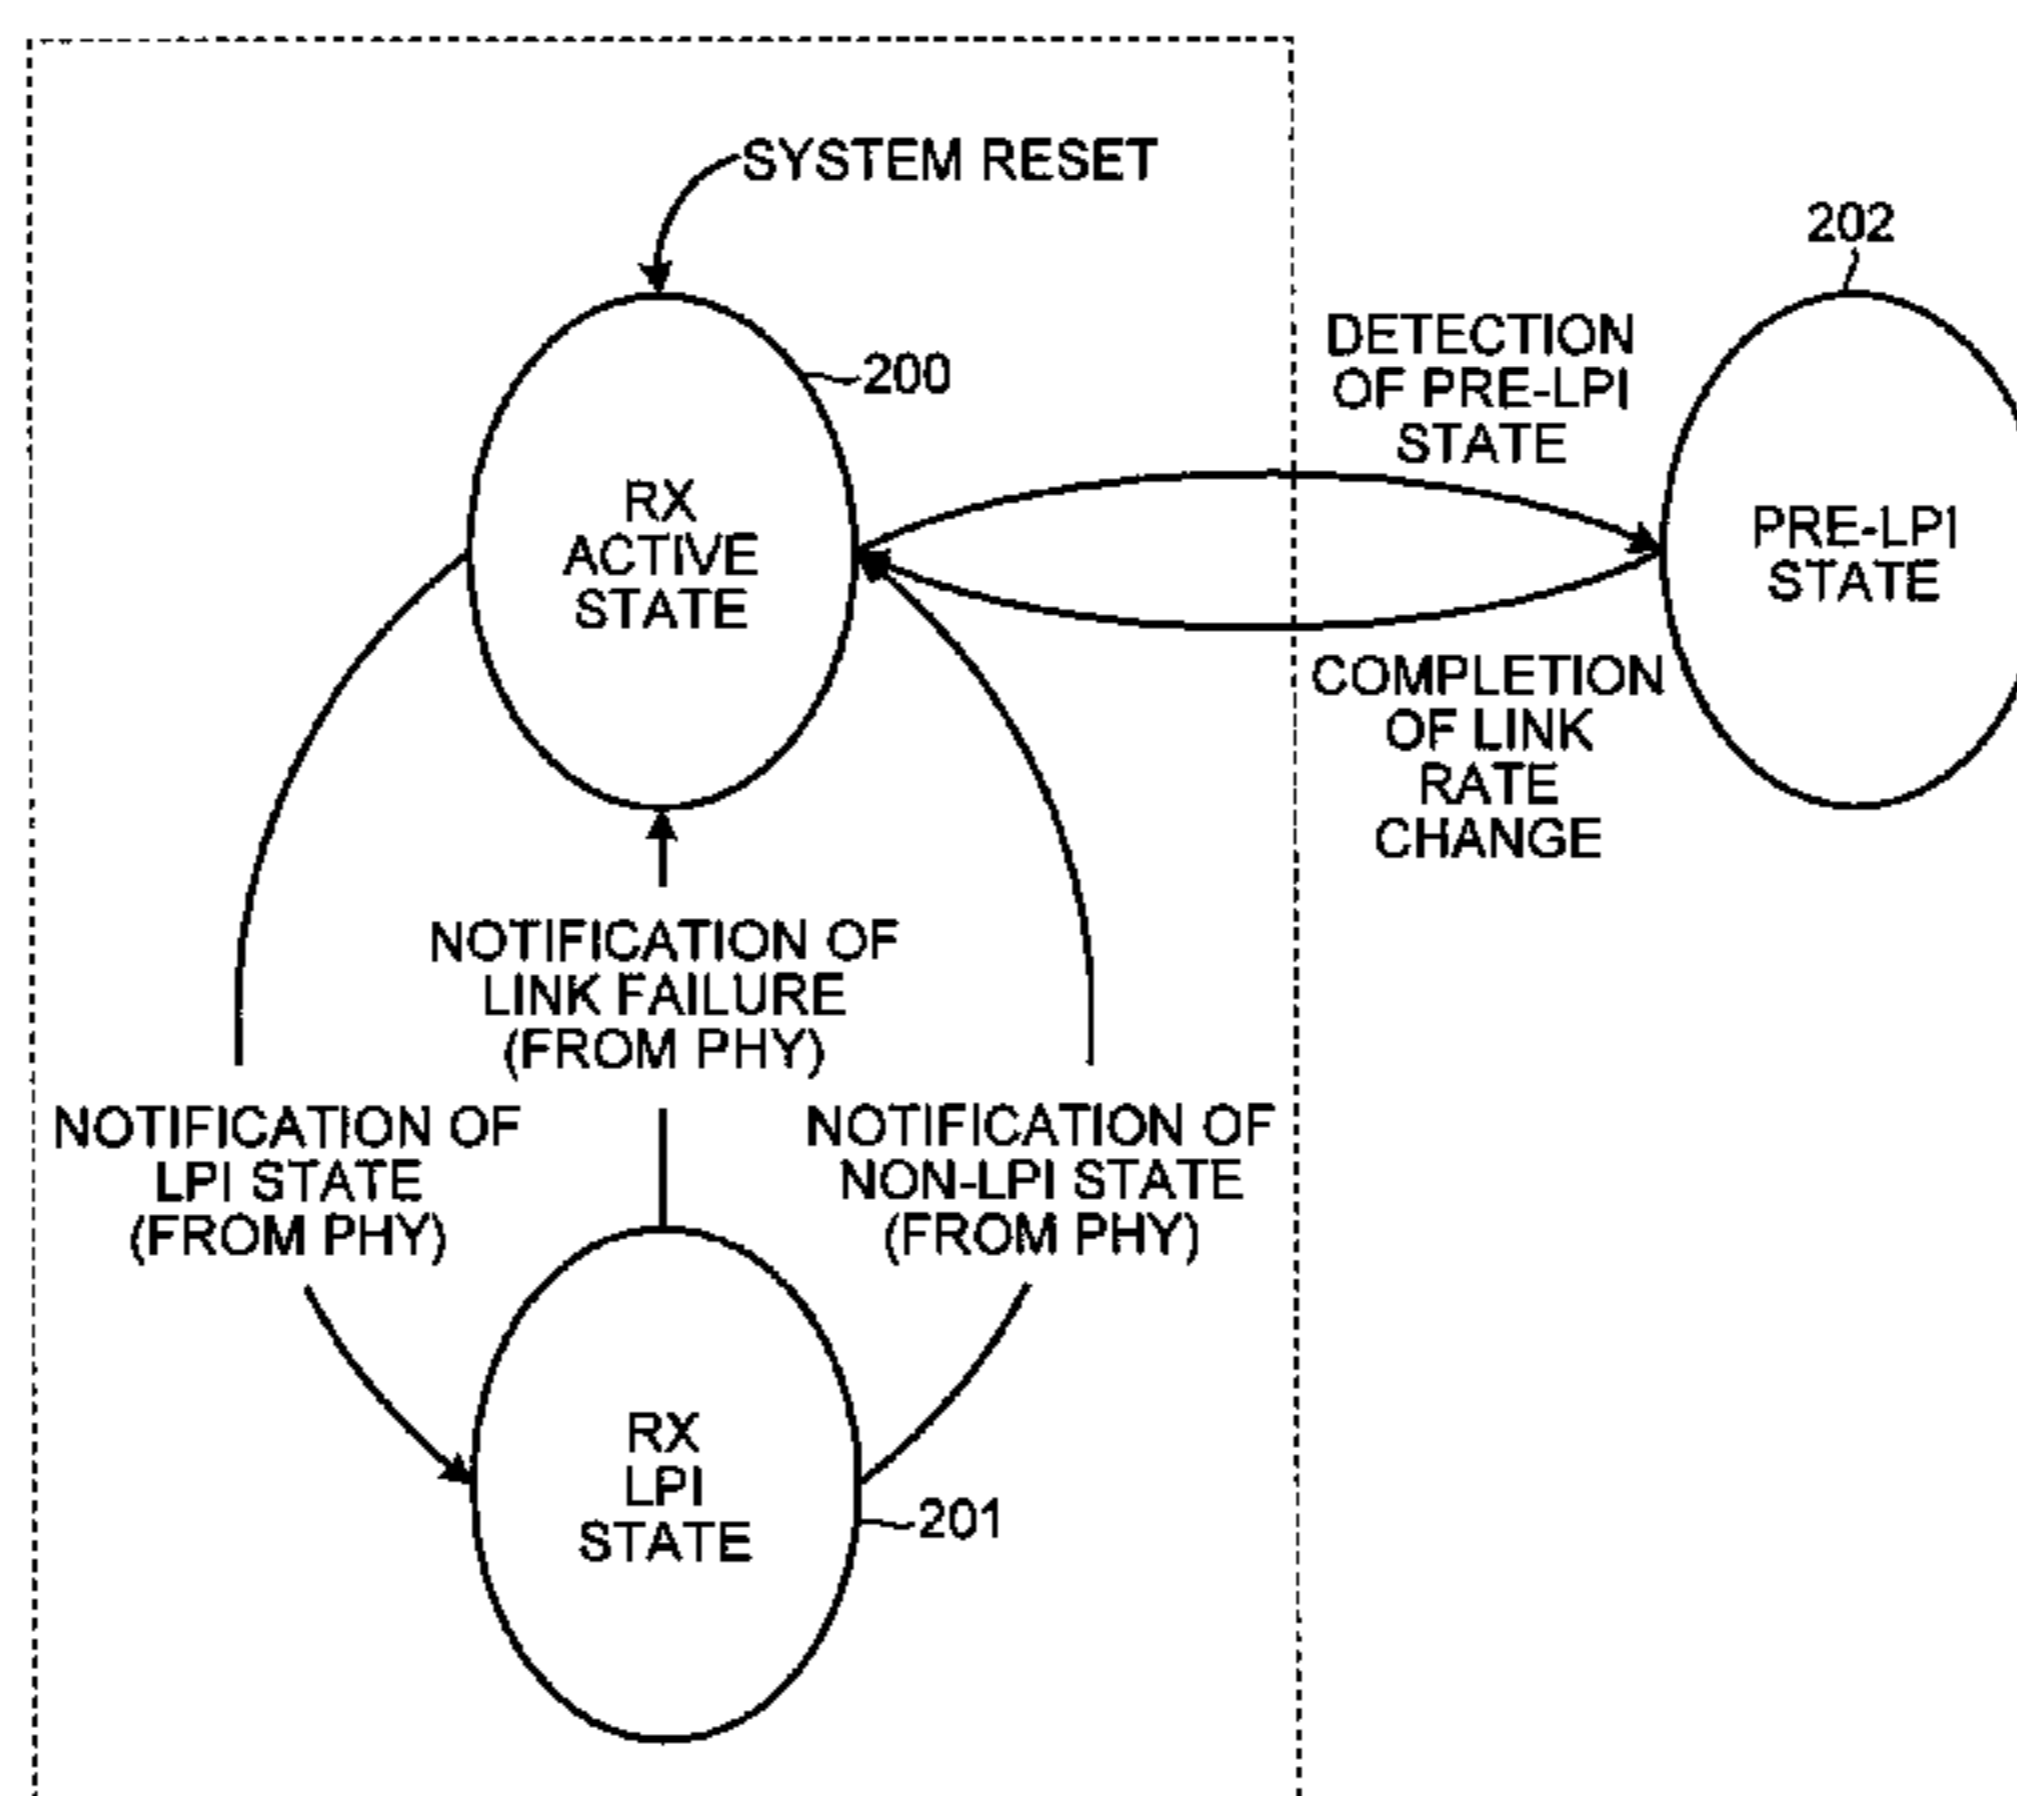 SYSTEM RESET
202
200
DETECTION
OF PRE-LPI
STATE
RX
ACTIVE
STATE
PRE-LPI
STATE
COMPLETION
OF LINK
RATE
CHANGE
NOTIFICATION OF
LINK FAILURE
(FROM PHY)
NOTIFICATION OF
LPI STATE
(FROM PHY)
NOTIFICATION OF
NON-LPI STATE
(FROM PHY)
RX
LPI
STATE
201